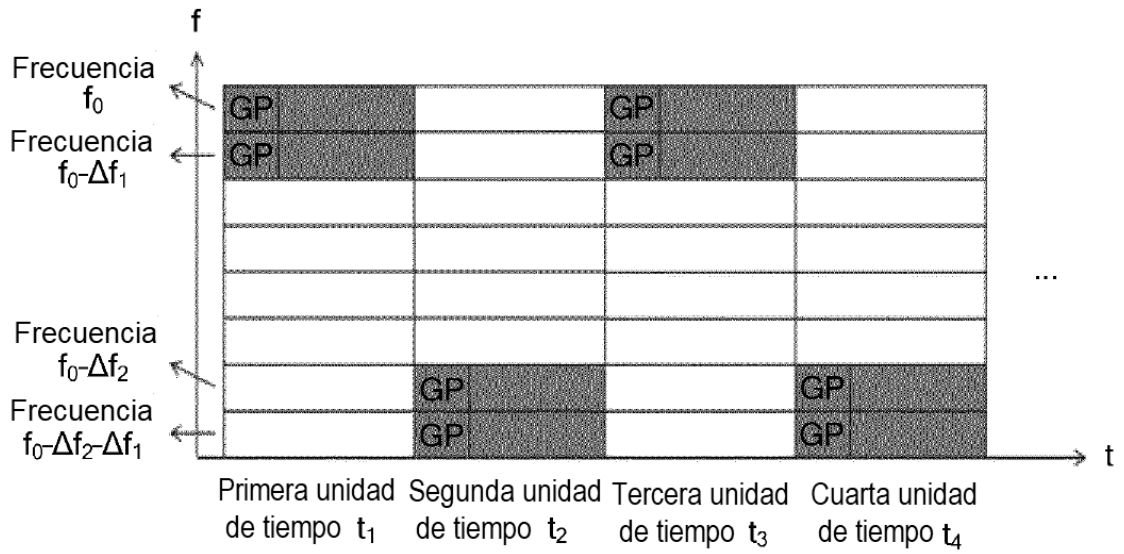 f
Frecuencia
f₀
GP
GP
Frecuencia
f₀-Δf₁
GP
GP
...
Frecuencia
f₀-Δf₂
GP
GP
Frecuencia
f₀-Δf₂-Δf₁
GP
GP
t
Primera unidad
de tiempo t₁
Segunda unidad
de tiempo t₂
Tercera unidad
de tiempo t₃
Cuarta unidad
de tiempo t₄